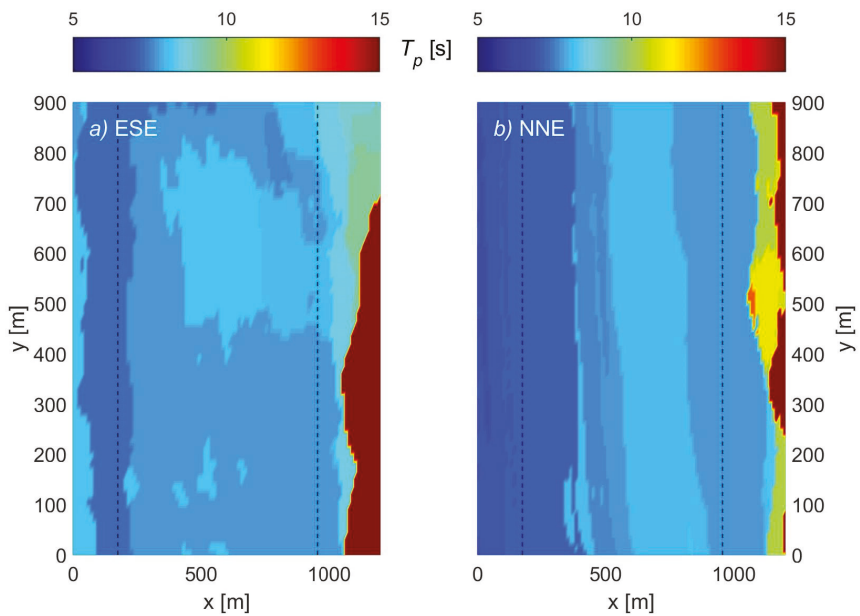 5 10 15 T_p [s] 5 10 15
a) ESE
b) NNE
900 900
800 800
700 700
600 600
500 500
400 400
300 300
200 200
100 100
0 0
y [m] y [m]
0 500 1000 0 500 1000
x [m] x [m]